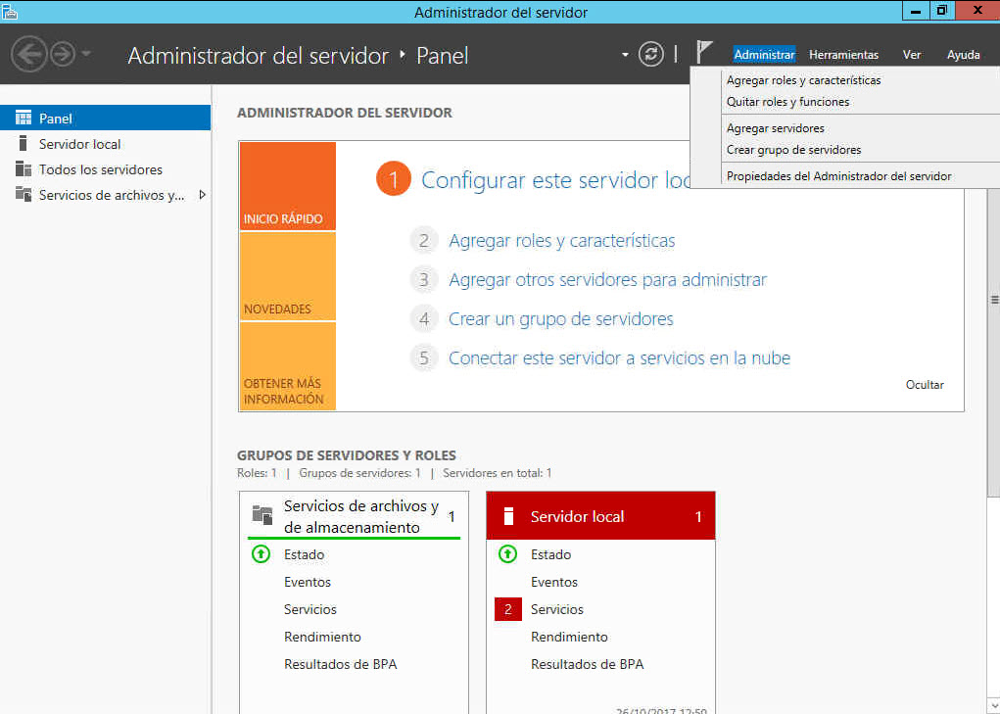 Administrador del servidor
Administrador del servidor ‣ Panel
Administrar Herramientas Ver Ayuda
Agregar roles y características
Quitar roles y funciones
Agregar servidores
Crear grupo de servidores
Propiedades del Administrador del servidor
Panel
Servidor local
Todos los servidores
Servicios de archivos y...
ADMINISTRADOR DEL SERVIDOR
INICIO RÁPIDO
NOVEDADES
OBTENER MÁS
INFORMACIÓN
1 Configurar este servidor loc
2 Agregar roles y características
3 Agregar otros servidores para administrar
4 Crear un grupo de servidores
5 Conectar este servidor a servicios en la nube
Ocultar
GRUPOS DE SERVIDORES Y ROLES
Roles: 1 | Grupos de servidores: 1 | Servidores en total: 1
Servicios de archivos y
de almacenamiento 1
Estado
Eventos
Servicios
Rendimiento
Resultados de BPA
Servidor local 1
Estado
Eventos
2 Servicios
Rendimiento
Resultados de BPA
26/10/2017 12:50